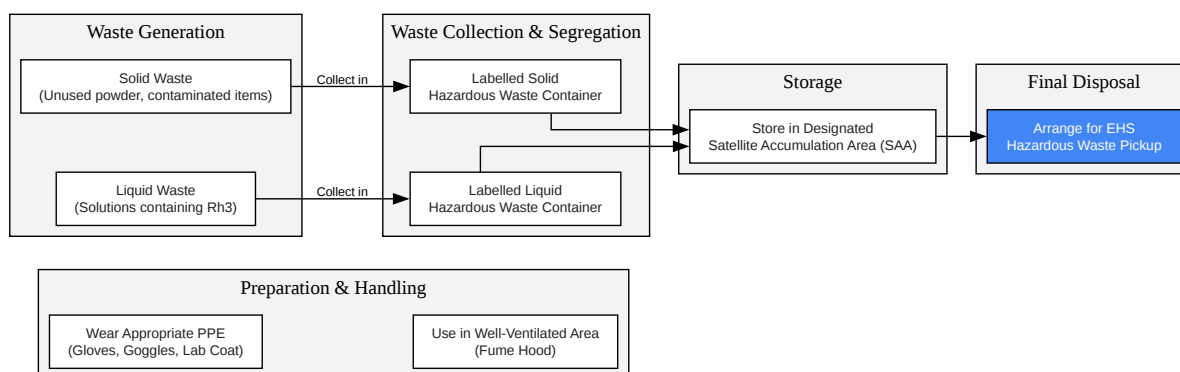 Waste Generation
Solid Waste
(Unused powder, contaminated items)
Liquid Waste
(Solutions containing Rh3)
Collect in
Collect in
Waste Collection & Segregation
Labelled Solid
Hazardous Waste Container
Labelled Liquid
Hazardous Waste Container
Storage
Store in Designated
Satellite Accumulation Area (SAA)
Final Disposal
Arrange for EHS
Hazardous Waste Pickup
Preparation & Handling
Wear Appropriate PPE
(Gloves, Goggles, Lab Coat)
Use in Well-Ventilated Area
(Fume Hood)